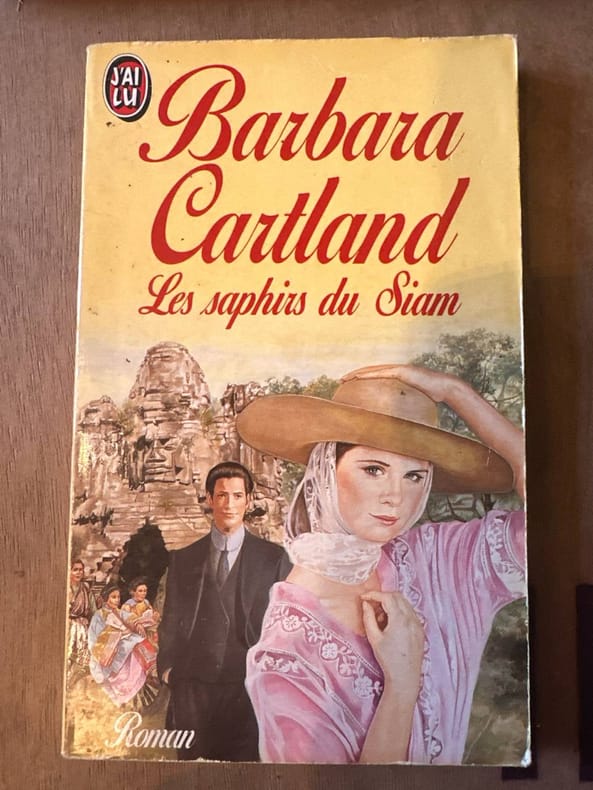 J'AI
LU
Barbara
Cartland
Les saphirs du Siam
Roman